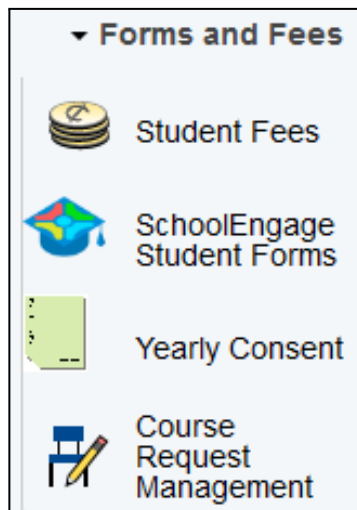 Forms and Fees
Student Fees
SchoolEngage
Student Forms
Yearly Consent
Course
Request
Management